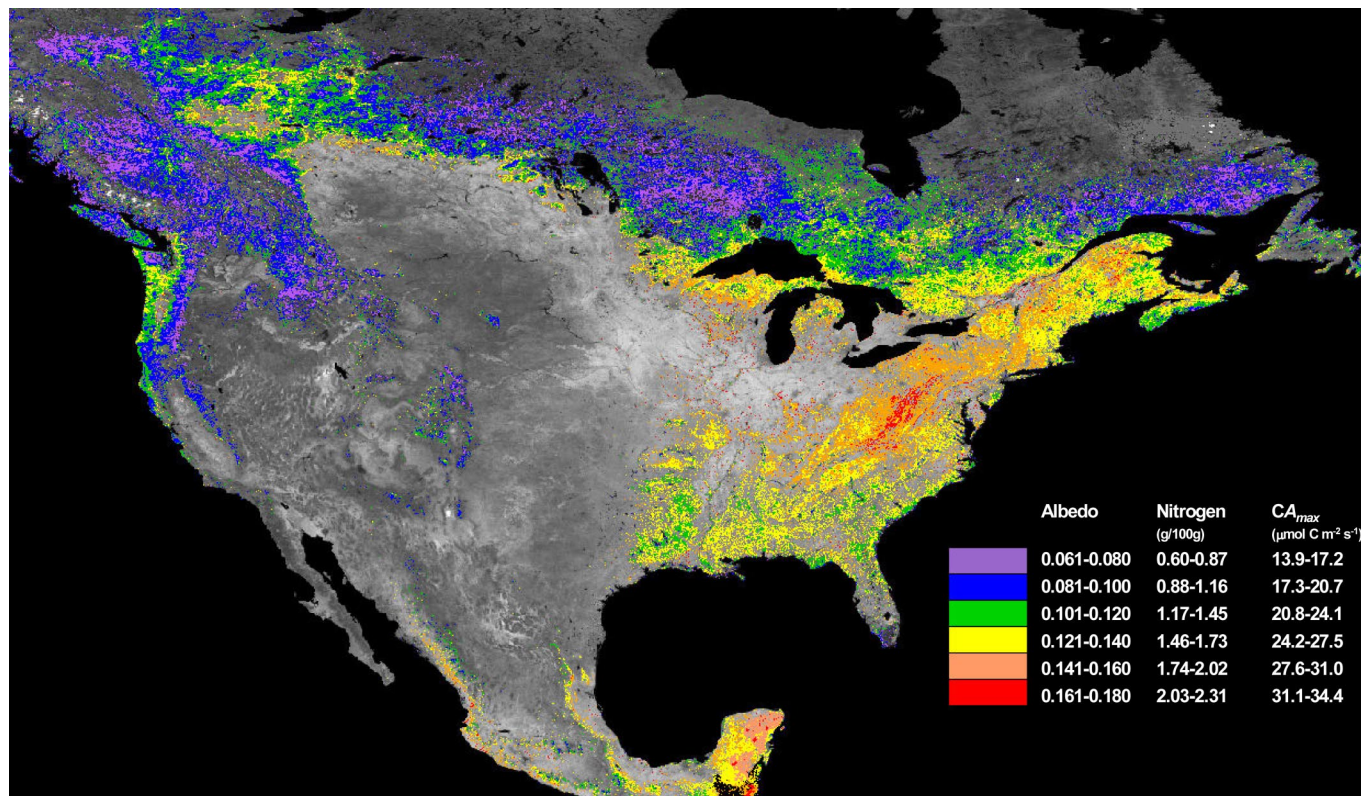 Albedo Nitrogen CAmax
(g/100g) (μmol C m-2 s-1)
0.061-0.080 0.60-0.87 13.9-17.2
0.081-0.100 0.88-1.16 17.3-20.7
0.101-0.120 1.17-1.45 20.8-24.1
0.121-0.140 1.46-1.73 24.2-27.5
0.141-0.160 1.74-2.02 27.6-31.0
0.161-0.180 2.03-2.31 31.1-34.4